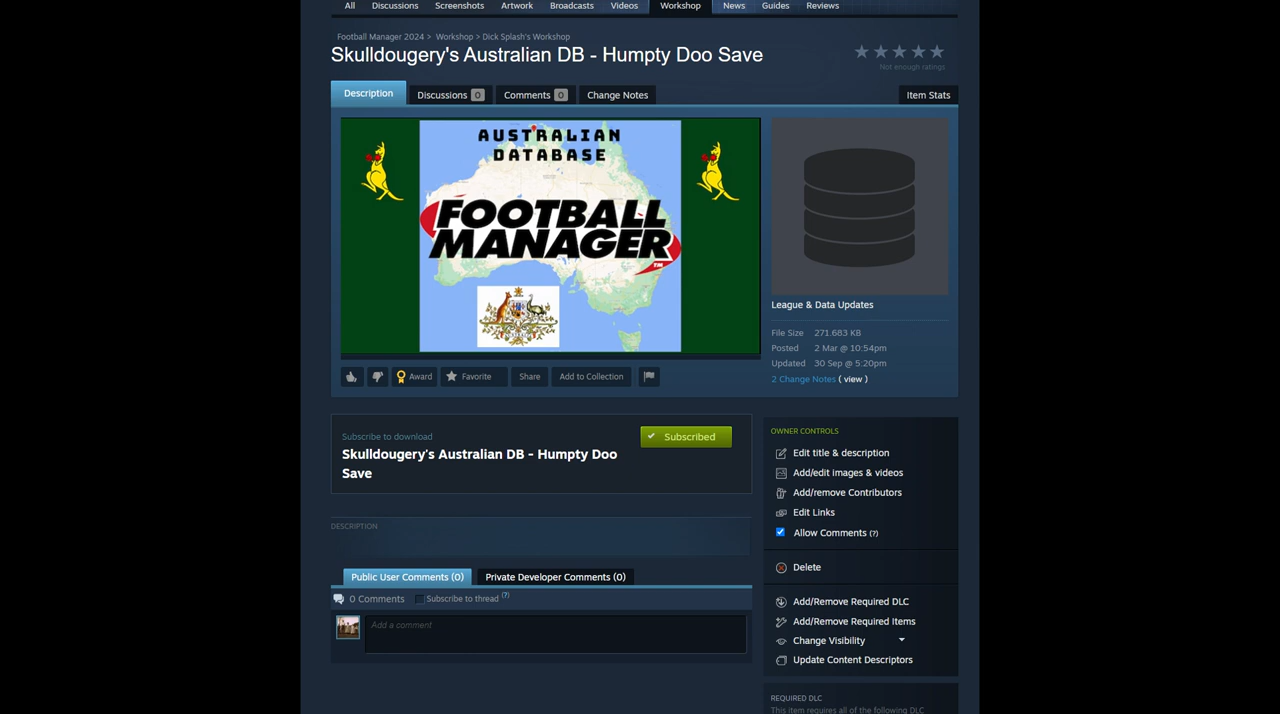 All Discussions Screenshots Artwork Broadcasts Videos Workshop News Guides Reviews
Football Manager 2024 > Workshop > Dick Splash's Workshop
Skulldougery's Australian DB - Humpty Doo Save
Not enough ratings
Description Discussions 0 Comments 0 Change Notes Item Stats
AUSTRALIAN
DATABASE
FOOTBALL
MANAGER
TM
League & Data Updates
File Size 271.683 KB
Posted 2 Mar @ 10:54pm
Updated 30 Sep @ 5:20pm
2 Change Notes ( view )
Award Favorite Share Add to Collection
Subscribe to download
Skulldougery's Australian DB - Humpty Doo
Save
Subscribed
DESCRIPTION
Public User Comments (0) Private Developer Comments (0)
0 Comments Subscribe to thread (?)
Add a comment
OWNER CONTROLS
Edit title & description
Add/edit images & videos
Add/remove Contributors
Edit Links
Allow Comments (?)
Delete
Add/Remove Required DLC
Add/Remove Required Items
Change Visibility
Update Content Descriptors
REQUIRED DLC
This item requires all of the following DLC